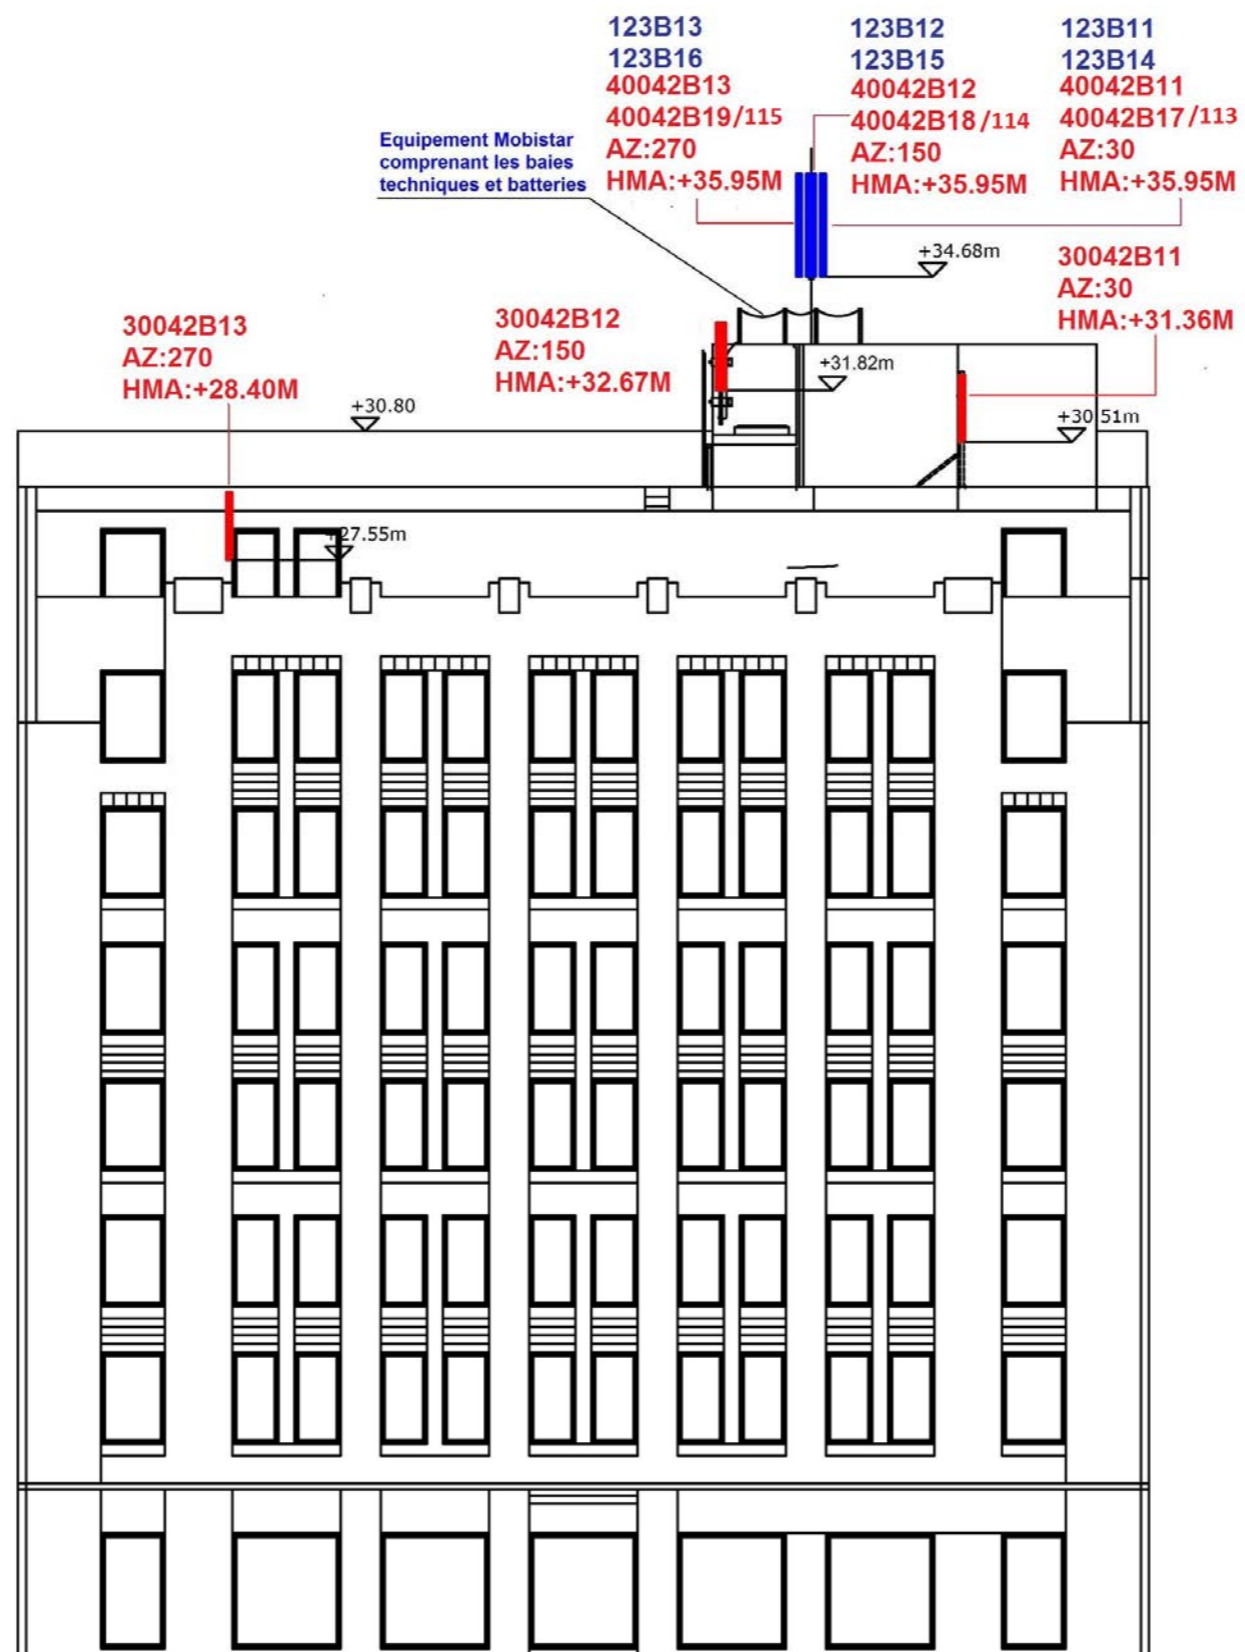 123B13
123B16
40042B13
40042B19/115
AZ:270
HMA:+35.95M
123B12
123B15
40042B12
40042B18/114
AZ:150
HMA:+35.95M
123B11
123B14
40042B11
40042B17/113
AZ:30
HMA:+35.95M
Equipement Mobistar
comprenant les baies
techniques et batteries
+34.68m
30042B11
AZ:30
HMA:+31.36M
30042B13
AZ:270
HMA:+28.40M
30042B12
AZ:150
HMA:+32.67M
+31.82m
+30.80
+30.51m
+27.55m